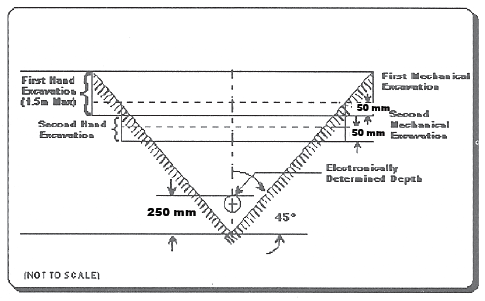 First Hand
Excavation
(1.5m Max)
First Mechanical
Excavation
50 mm
Second Hand
Excavation
Second
Mechanical
Excavation
50 mm
Electronically
Determined Depth
250 mm
45°
(NOT TO SCALE)